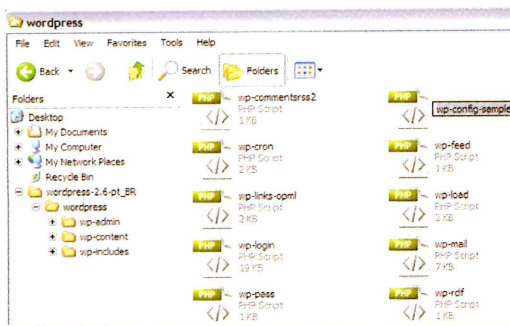 wordpress
File Edit View Favorites Tools Help
Back Search Folders
Folders
Desktop
My Documents
My Computer
My Network Places
Recycle Bin
wordpress-2.6-pt_BR
wordpress
wp-admin
wp-content
wp-includes
PHP wp-commentsrss2
PHP Script
1 KB
PHP wp-config-sample
PHP wp-cron
PHP Script
2 KB
PHP wp-feed
PHP Script
1 KB
PHP wp-links-opml
PHP Script
2 KB
PHP wp-load
PHP Script
2 KB
PHP wp-login
PHP Script
19 KB
PHP wp-mail
PHP Script
7 KB
PHP wp-pass
PHP Script
1 KB
PHP wp-rdf
PHP Script
1 KB